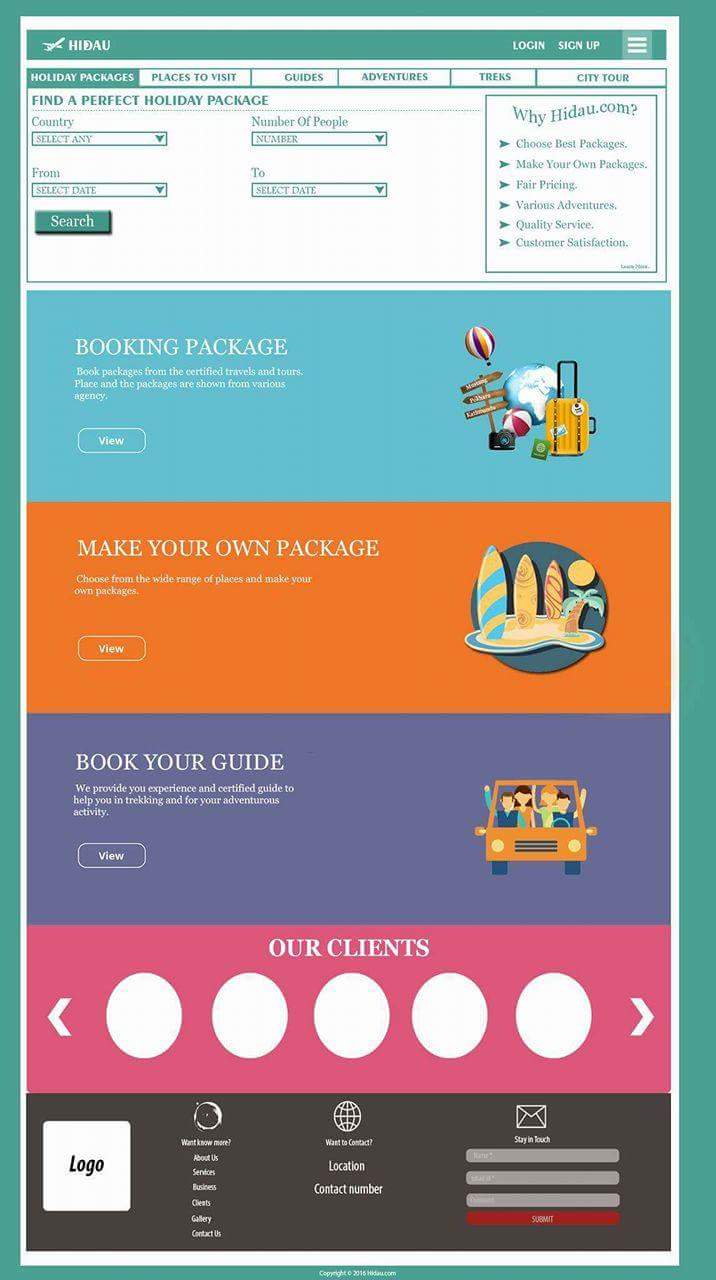 HIDAU
LOGIN SIGN UP
HOLIDAY PACKAGES PLACES TO VISIT GUIDES ADVENTURES TREKS CITY TOUR
FIND A PERFECT HOLIDAY PACKAGE
Country Number Of People
SELECT ANY NUMBER
From To
SELECT DATE SELECT DATE
Search
Why Hidau.com?
Choose Best Packages.
Make Your Own Packages.
Fair Pricing.
Various Adventures.
Quality Service.
Customer Satisfaction.
BOOKING PACKAGE
Book packages from the certified travels and tours.
Place and the packages are shown from various
agency.
View
Mustang
Pokhara
Kathmandu
MAKE YOUR OWN PACKAGE
Choose from the wide range of places and make your
own packages.
View
BOOK YOUR GUIDE
We provide you experience and certified guide to
help you in trekking and for your adventurous
activity.
View
OUR CLIENTS
Logo
Want know more?
About Us
Services
Business
Clients
Gallery
Contact Us
Want to Contact?
Location
Contact number
Stay in Touch
Name *
SUBMIT
Copyright © 2016 Hidau.com